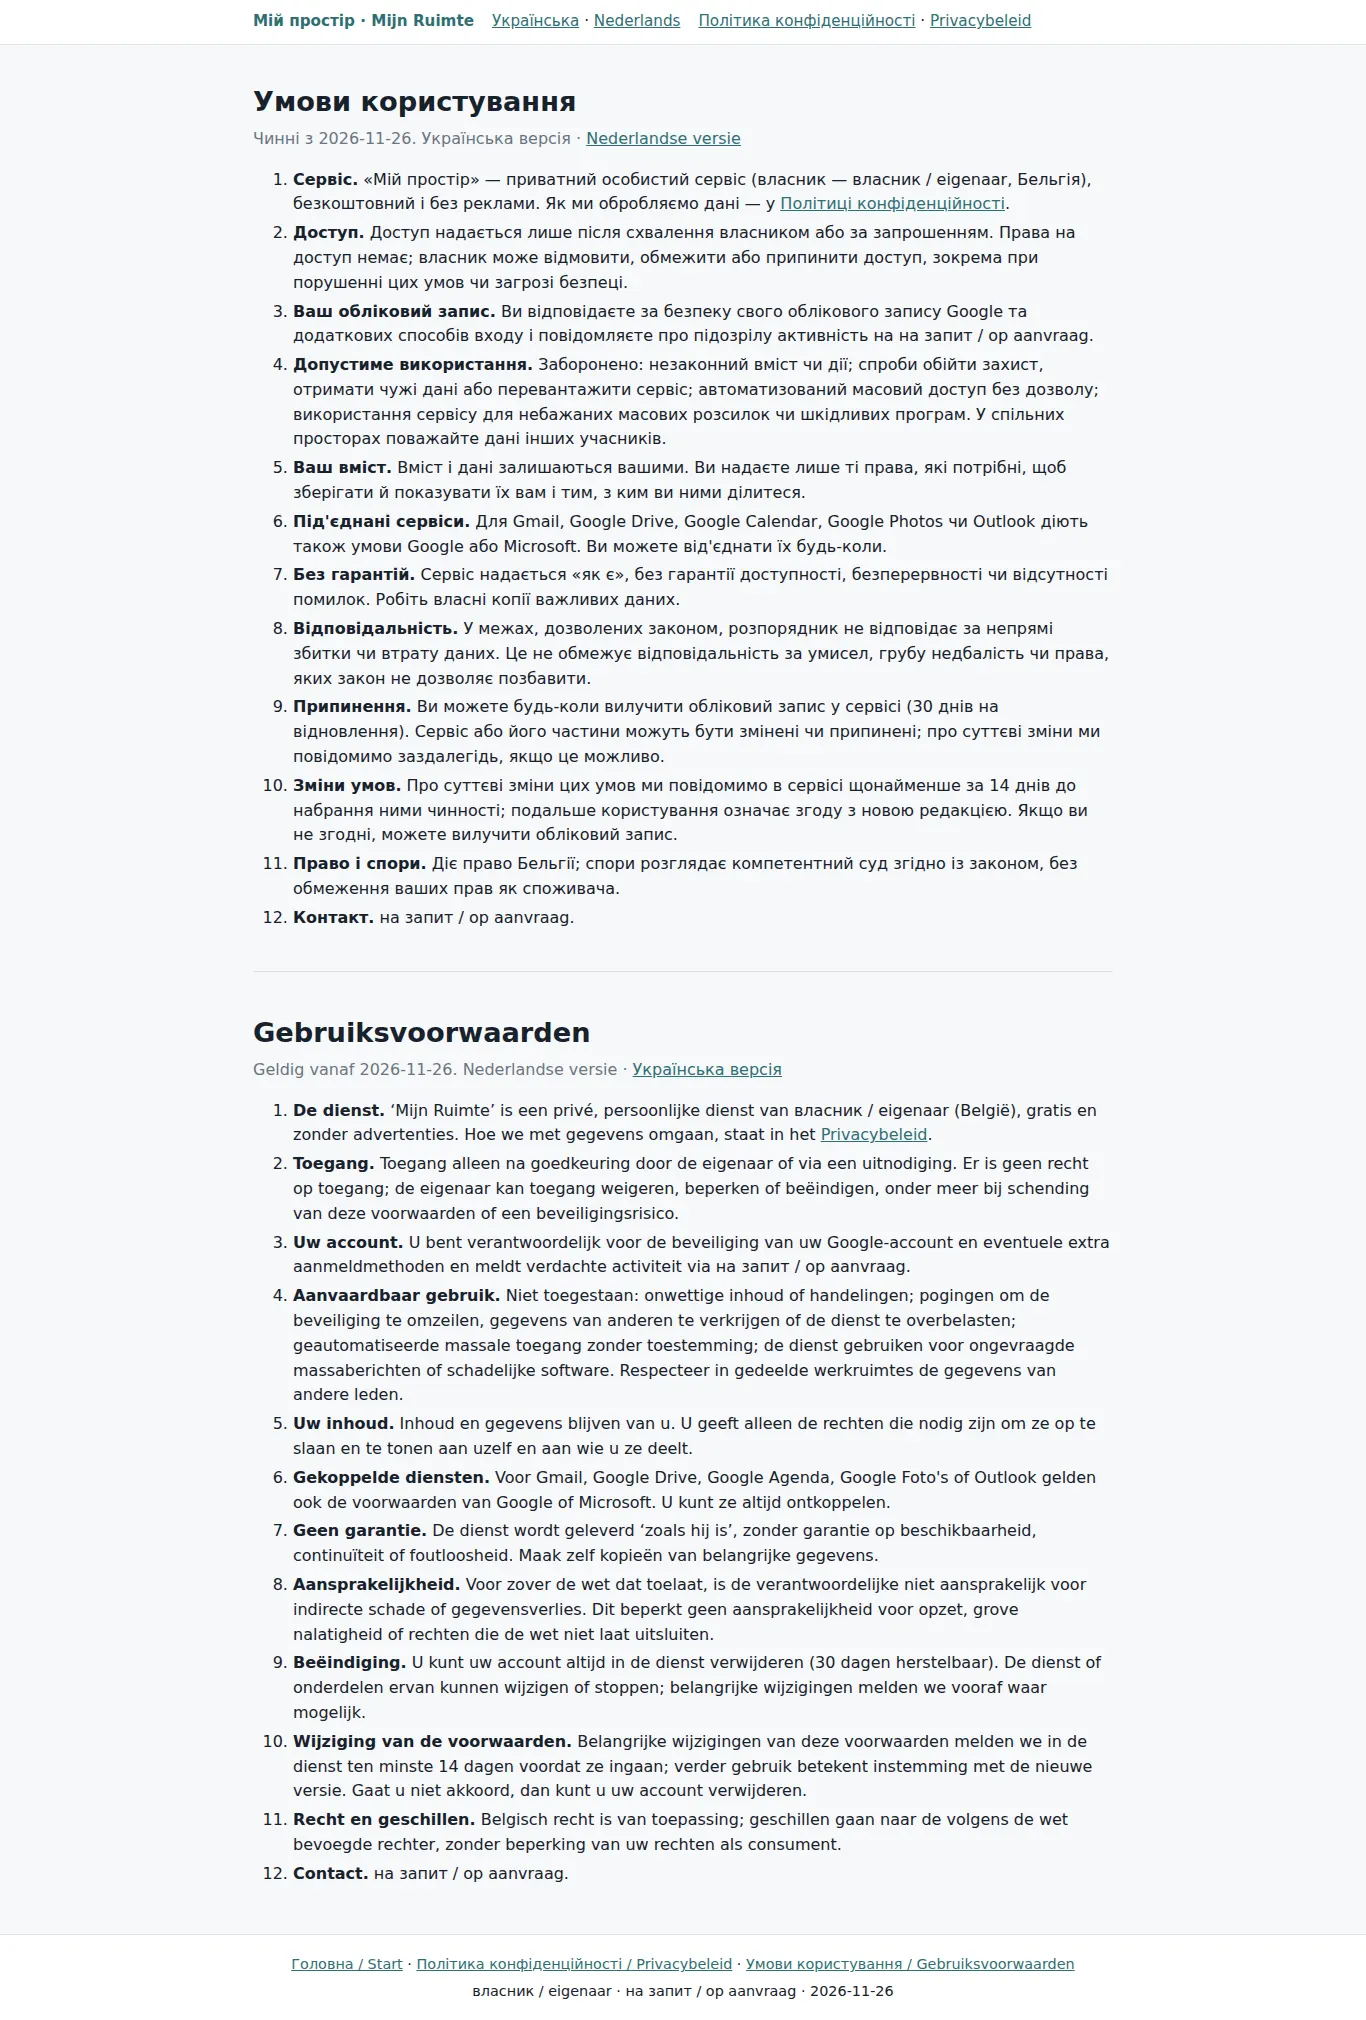 Мій простір · Mijn Ruimte Українська · Nederlands Політика конфіденційності · Privacybeleid
Умови користування
Чинні з 2026-11-26. Українська версія · Nederlandse versie
1. Сервіс. «Мій простір» — приватний особистий сервіс (власник — власник / eigenaar, Бельгія),
безкоштовний і без реклами. Як ми обробляємо дані — у Політиці конфіденційності.
2. Доступ. Доступ надається лише після схвалення власником або за запрошенням. Права на
доступ немає; власник може відмовити, обмежити або припинити доступ, зокрема при
порушенні цих умов чи загрозі безпеці.
3. Ваш обліковий запис. Ви відповідаєте за безпеку свого облікового запису Google та
додаткових способів входу і повідомляєте про підозрілу активність на на запит / op aanvraag.
4. Допустиме використання. Заборонено: незаконний вміст чи дії; спроби обійти захист,
отримати чужі дані або перевантажити сервіс; автоматизований масовий доступ без дозволу;
використання сервісу для небажаних масових розсилок чи шкідливих програм. У спільних
просторах поважайте дані інших учасників.
5. Ваш вміст. Вміст і дані залишаються вашими. Ви надаєте лише ті права, які потрібні, щоб
зберігати й показувати їх вам і тим, з ким ви ними ділитеся.
6. Під'єднані сервіси. Для Gmail, Google Drive, Google Calendar, Google Photos чи Outlook діють
також умови Google або Microsoft. Ви можете від'єднати їх будь-коли.
7. Без гарантій. Сервіс надається «як є», без гарантії доступності, безперервності чи відсутності
помилок. Робіть власні копії важливих даних.
8. Відповідальність. У межах, дозволених законом, розпорядник не відповідає за непрямі
збитки чи втрату даних. Це не обмежує відповідальність за умисел, грубу недбалість чи права,
яких закон не дозволяє позбавити.
9. Припинення. Ви можете будь-коли вилучити обліковий запис у сервісі (30 днів на
відновлення). Сервіс або його частини можуть бути змінені чи припинені; про суттєві зміни ми
повідомимо заздалегідь, якщо це можливо.
10. Зміни умов. Про суттєві зміни цих умов ми повідомимо в сервісі щонайменше за 14 днів до
набрання ними чинності; подальше користування означає згоду з новою редакцією. Якщо ви
не згодні, можете вилучити обліковий запис.
11. Право і спори. Діє право Бельгії; спори розглядає компетентний суд згідно із законом, без
обмеження ваших прав як споживача.
12. Контакт. на запит / op aanvraag.
Gebruiksvoorwaarden
Geldig vanaf 2026-11-26. Nederlandse versie · Українська версія
1. De dienst. ‘Mijn Ruimte’ is een privé, persoonlijke dienst van власник / eigenaar (België), gratis en
zonder advertenties. Hoe we met gegevens omgaan, staat in het Privacybeleid.
2. Toegang. Toegang alleen na goedkeuring door de eigenaar of via een uitnodiging. Er is geen recht
op toegang; de eigenaar kan toegang weigeren, beperken of beëindigen, onder meer bij schending
van deze voorwaarden of een beveiligingsrisico.
3. Uw account. U bent verantwoordelijk voor de beveiliging van uw Google-account en eventuele extra
aanmeldmethoden en meldt verdachte activiteit via на запит / op aanvraag.
4. Aanvaardbaar gebruik. Niet toegestaan: onwettige inhoud of handelingen; pogingen om de
beveiliging te omzeilen, gegevens van anderen te verkrijgen of de dienst te overbelasten;
geautomatiseerde massale toegang zonder toestemming; de dienst gebruiken voor ongevraagde
massaberichten of schadelijke software. Respecteer in gedeelde werkruimtes de gegevens van
andere leden.
5. Uw inhoud. Inhoud en gegevens blijven van u. U geeft alleen de rechten die nodig zijn om ze op te
slaan en te tonen aan uzelf en aan wie u ze deelt.
6. Gekoppelde diensten. Voor Gmail, Google Drive, Google Agenda, Google Foto's of Outlook gelden
ook de voorwaarden van Google of Microsoft. U kunt ze altijd ontkoppelen.
7. Geen garantie. De dienst wordt geleverd ‘zoals hij is’, zonder garantie op beschikbaarheid,
continuïteit of foutloosheid. Maak zelf kopieën van belangrijke gegevens.
8. Aansprakelijkheid. Voor zover de wet dat toelaat, is de verantwoordelijke niet aansprakelijk voor
indirecte schade of gegevensverlies. Dit beperkt geen aansprakelijkheid voor opzet, grove
nalatigheid of rechten die de wet niet laat uitsluiten.
9. Beëindiging. U kunt uw account altijd in de dienst verwijderen (30 dagen herstelbaar). De dienst of
onderdelen ervan kunnen wijzigen of stoppen; belangrijke wijzigingen melden we vooraf waar
mogelijk.
10. Wijziging van de voorwaarden. Belangrijke wijzigingen van deze voorwaarden melden we in de
dienst ten minste 14 dagen voordat ze ingaan; verder gebruik betekent instemming met de nieuwe
versie. Gaat u niet akkoord, dan kunt u uw account verwijderen.
11. Recht en geschillen. Belgisch recht is van toepassing; geschillen gaan naar de volgens de wet
bevoegde rechter, zonder beperking van uw rechten als consument.
12. Contact. на запит / op aanvraag.
Головна / Start · Політика конфіденційності / Privacybeleid · Умови користування / Gebruiksvoorwaarden
власник / eigenaar · на запит / op aanvraag · 2026-11-26